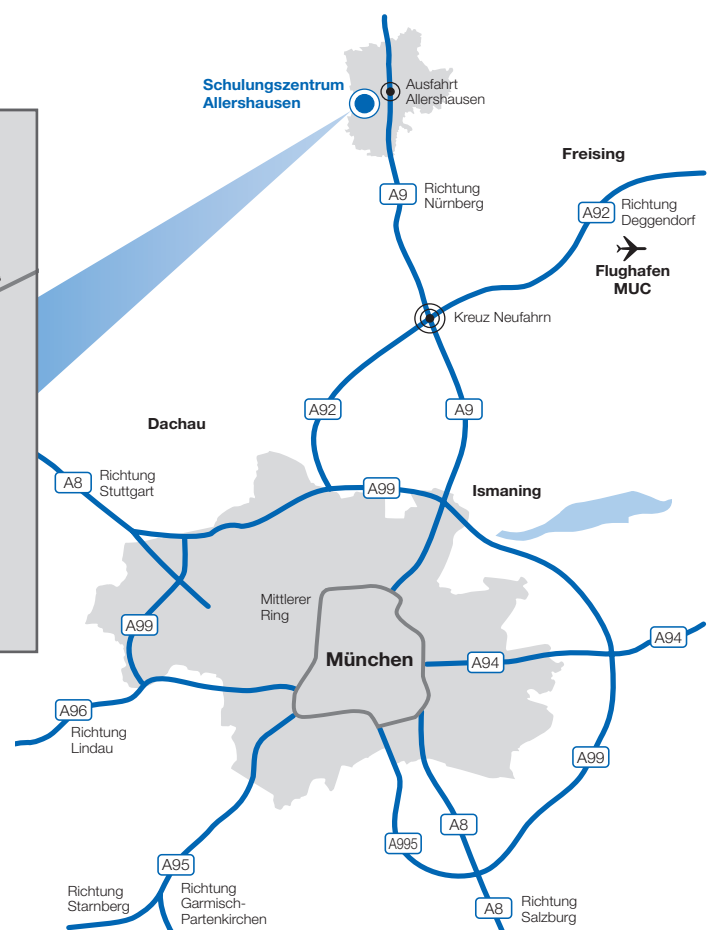 Schulungszentrum
Allershausen
Ausfahrt
Allershausen
Freising
A9
Richtung
Nürnberg
A92
Richtung
Deggendorf
Flughafen
MUC
Kreuz Neufahrn
A92
A9
Dachau
A8
Richtung
Stuttgart
A99
Ismaning
Mittlerer
Ring
A99
München
A94
A94
A96
Richtung
Lindau
A99
A8
A995
A95
Richtung
Starnberg
Richtung
Garmisch-
Partenkirchen
A8
Richtung
Salzburg